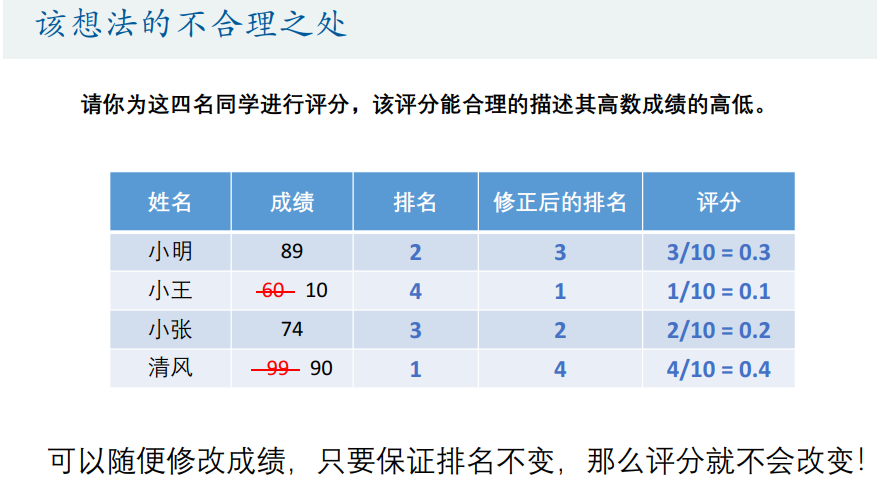 该想法的不合理之处
请你为这四名同学进行评分，该评分能合理的描述其高数成绩的高低。
姓名 成绩 排名 修正后的排名 评分
小明 89 2 3 3/10 = 0.3
小王 60 10 4 1 1/10 = 0.1
小张 74 3 2 2/10 = 0.2
清风 99 90 1 4 4/10 = 0.4
可以随便修改成绩，只要保证排名不变，那么评分就不会改变！